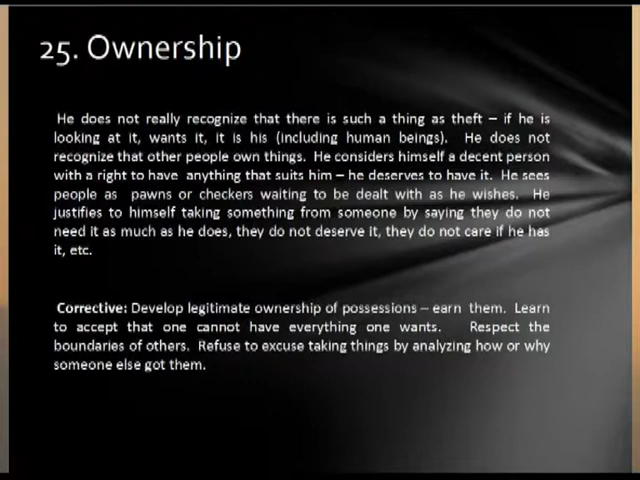 25. Ownership
He does not really recognize that there is such a thing as theft – if he is
looking at it, wants it, it is his (including human beings). He does not
recognize that other people own things. He considers himself a decent person
with a right to have anything that suits him – he deserves to have it. He sees
people as pawns or checkers waiting to be dealt with as he wishes. He
justifies to himself taking something from someone by saying they do not
need it as much as he does, they do not deserve it, they do not care if he has
it, etc.
Corrective: Develop legitimate ownership of possessions – earn them. Learn
to accept that one cannot have everything one wants. Respect the
boundaries of others. Refuse to excuse taking things by analyzing how or why
someone else got them.